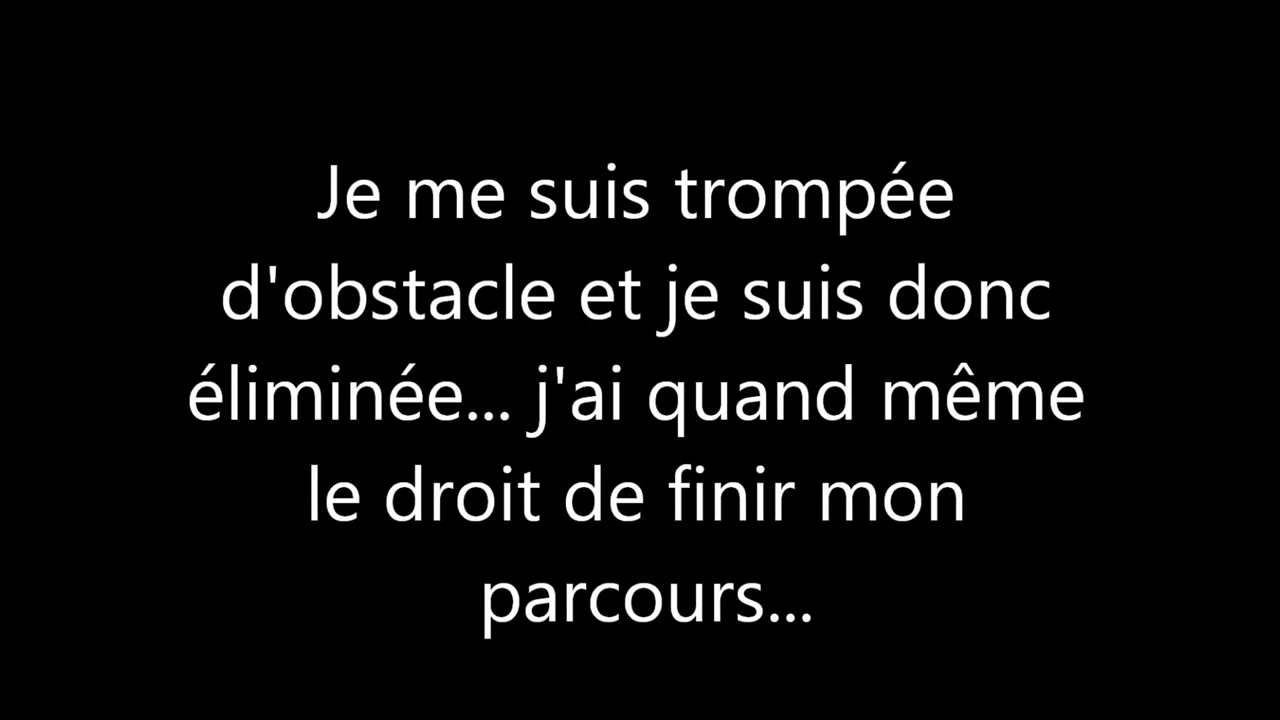 Je me suis trompée
d'obstacle et je suis donc
éliminée... j'ai quand même
le droit de finir mon
parcours...